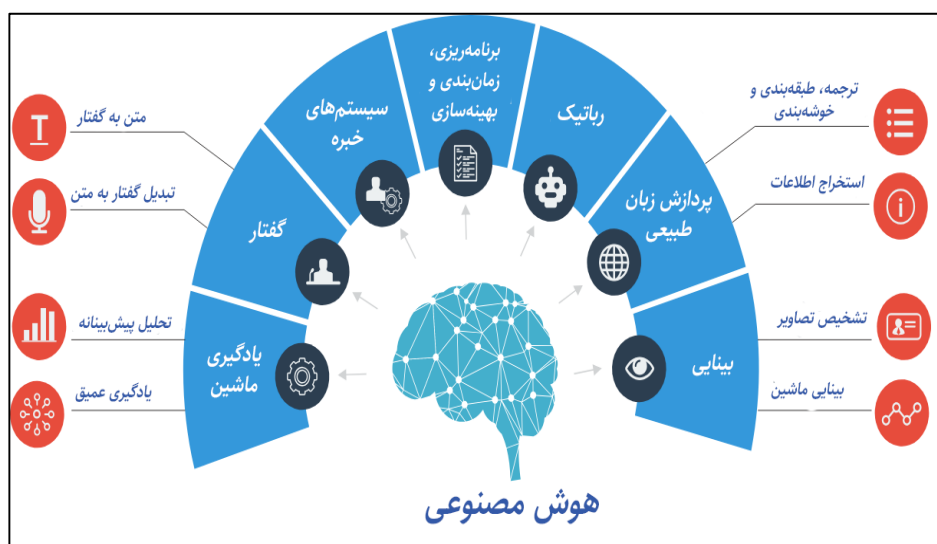 برنامه‌ریزی،
زمان‌بندی و
بهینه‌سازی
رباتیک
سیستم‌های
خبره
ترجمه، طبقه‌بندی و
خوشه‌بندی
استخراج اطلاعات
پردازش زبان
طبیعی
متن به گفتار
تبدیل گفتار به متن
گفتار
تشخیص تصاویر
بینایی ماشین
بینایی
تحلیل پیش‌بینانه
یادگیری عمیق
یادگیری
ماشین
T
هوش مصنوعی